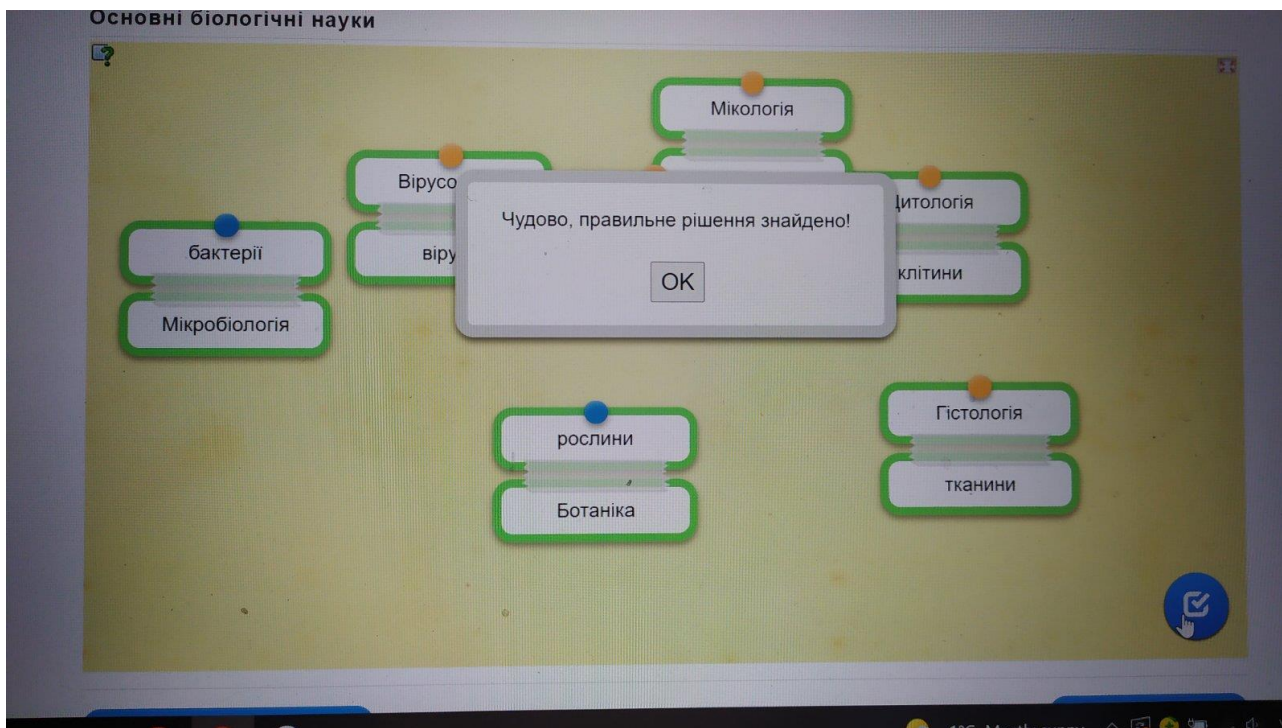 Основні біологічні науки
Мікологія
Вірусо
віру
Цитологія
клітини
бактерії
Мікробіологія
Чудово, правильне рішення знайдено!
OK
рослини
Ботаніка
Гістологія
тканини